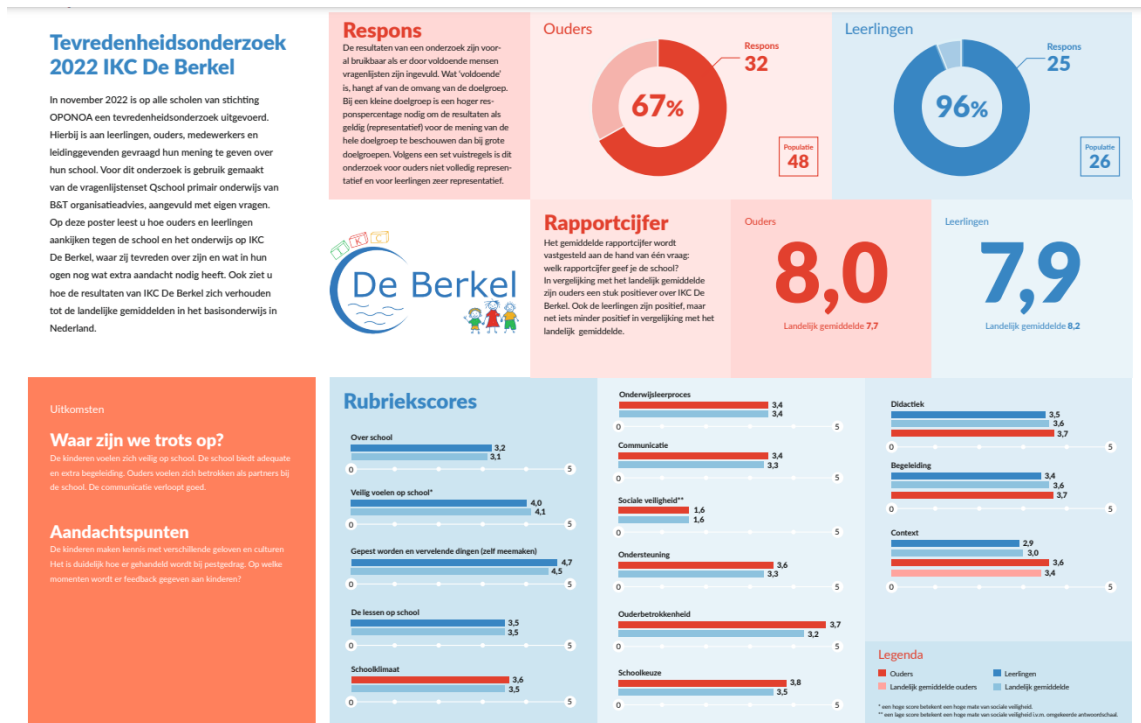 Tevredenheidsonderzoek
2022 IKC De Berkel
In november 2022 is op alle scholen van stichting
OPONOA een tevredenheidsonderzoek uitgevoerd.
Hierbij is aan leerlingen, ouders, medewerkers en
leidinggevenden gevraagd hun mening te geven over
hun school. Voor dit onderzoek is gebruik gemaakt
van de vragenlijstenset Qschool primair onderwijs van
B&T organisatieadvies, aangevuld met eigen vragen.
Op deze poster leest u hoe ouders en leerlingen
aankijken tegen de school en het onderwijs op IKC
De Berkel, waar zij tevreden over zijn en wat in hun
ogen nog wat extra aandacht nodig heeft. Ook ziet u
hoe de resultaten van IKC De Berkel zich verhouden
tot de landelijke gemiddelden in het basisonderwijs in
Nederland.
Respons
De resultaten van een onderzoek zijn voor-
al bruikbaar als er door voldoende mensen
vragenlijsten zijn ingevuld. Wat 'voldoende'
is, hangt af van de omvang van de doelgroep.
Bij een kleine doelgroep is een hoger res-
ponspercentage nodig om de resultaten als
geldig (representatief) voor de mening van de
hele doelgroep te beschouwen dan bij grote
doelgroepen. Volgens een set vuistregels is dit
onderzoek voor ouders niet volledig represen-
tatief en voor leerlingen zeer representatief.
Ouders
Respons
32
67%
Populatie
48
Leerlingen
Respons
25
96%
Populatie
26
I K C
De Berkel
Rapportcijfer
Het gemiddelde rapportcijfer wordt
vastgesteld aan de hand van één vraag:
welk rapportcijfer geef je de school?
In vergelijking met het landelijk gemiddelde
zijn ouders een stuk positiever over IKC De
Berkel. Ook de leerlingen zijn positief, maar
net iets minder positief in vergelijking met het
landelijk gemiddelde.
Ouders
8,0
Landelijk gemiddelde 7,7
Leerlingen
7,9
Landelijk gemiddelde 8,2
Uitkomsten
Waar zijn we trots op?
De kinderen voelen zich veilig op school. De school biedt adequate
en extra begeleiding. Ouders voelen zich betrokken als partners bij
de school. De communicatie verloopt goed.
Aandachtspunten
De kinderen maken kennis met verschillende geloven en culturen
Het is duidelijk hoe er gehandeld wordt bij pestgedrag. Op welke
momenten wordt er feedback gegeven aan kinderen?
Rubriekscores
Over school
3,2
3,1
0 5
Veilig voelen op school*
4,0
4,1
0 5
Gepest worden en vervelende dingen (zelf meemaken)
4,7
4,5
0 5
De lessen op school
3,5
3,5
0 5
Schoolklimaat
3,6
3,5
0 5
Onderwijsleerproces
3,4
3,4
0 5
Communicatie
3,4
3,3
0 5
Sociale veiligheid**
1,6
1,6
0 5
Ondersteuning
3,6
3,3
0 5
Ouderbetrokkenheid
3,7
3,2
0 5
Schoolkeuze
3,8
3,5
0 5
Didactiek
3,5
3,6
3,7
0 5
Begeleiding
3,4
3,6
3,7
0 5
Context
2,9
3,0
3,6
3,4
0 5
Legenda
Ouders
Leerlingen
Landelijk gemiddelde ouders
Landelijk gemiddelde
* een hoge score betekent een hoge mate van sociale veiligheid.
** een lage score betekent een hoge mate van sociale veiligheid i.v.m. omgekeerde antwoordschaal.